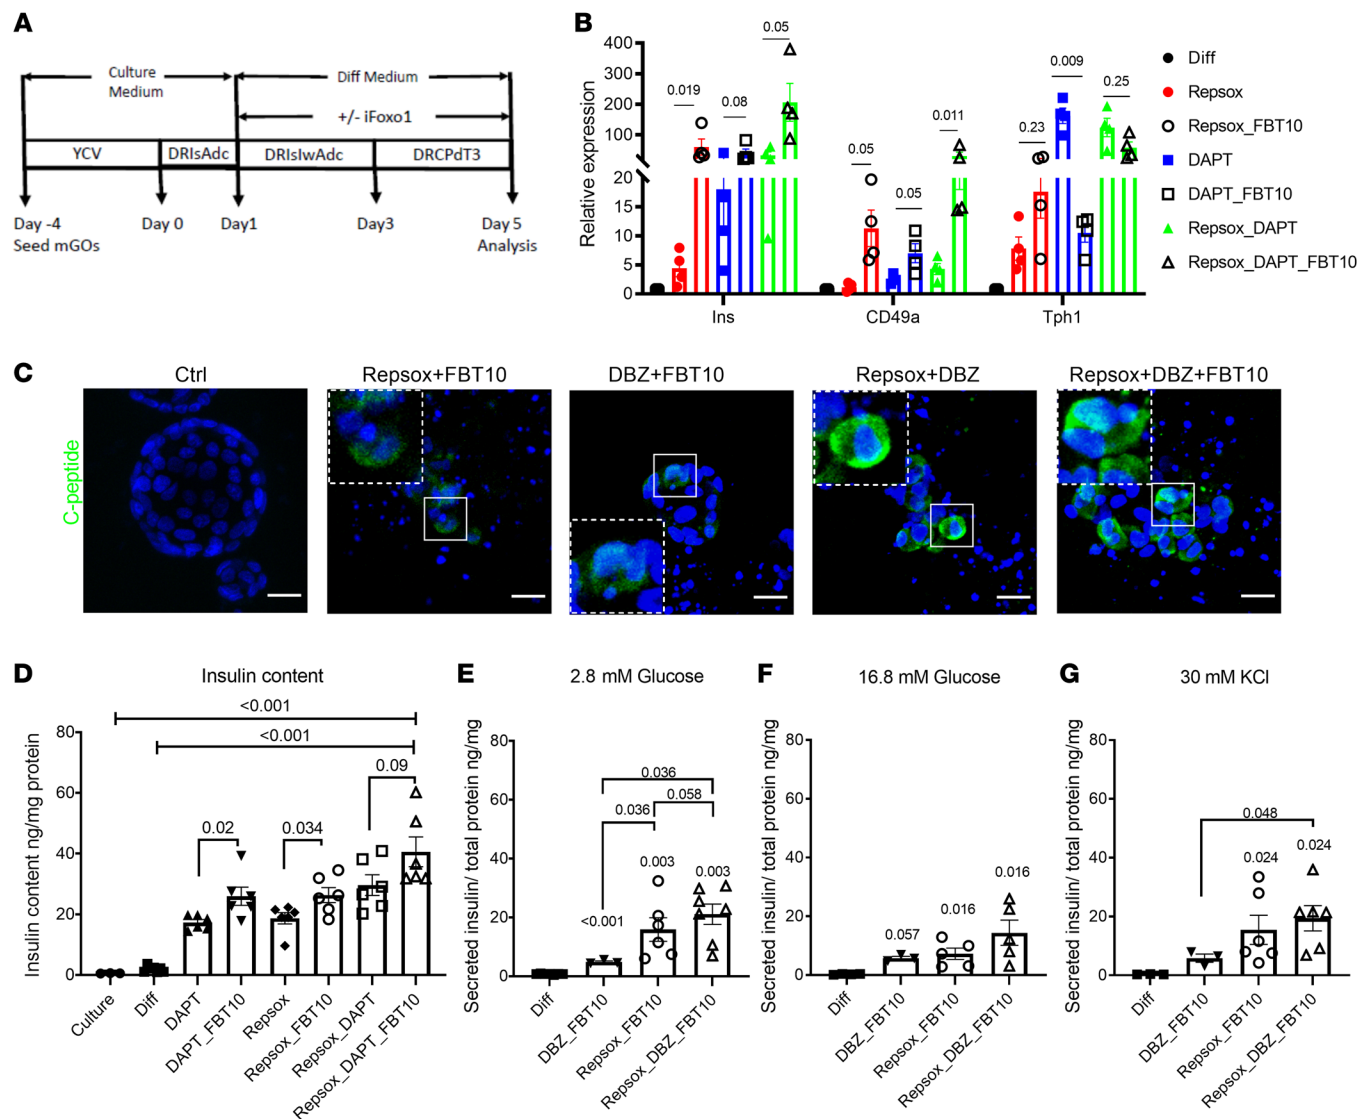 A
Culture
Medium
Diff Medium
+/- iFoxo1
YCV
DRIsAdc
DRIsIwAdc
DRCPdT3
Day -4
Seed mGOs
Day 0
Day1
Day3
Day 5
Analysis
B
Relative expression
400
300
200
100
20
15
10
5
0
0.019
0.08
0.05
0.05
0.05
0.011
0.23
0.009
0.25
Ins
CD49a
Tph1
Diff
Repsox
Repsox_FBT10
DAPT
DAPT_FBT10
Repsox_DAPT
Repsox_DAPT_FBT10
C
C-peptide
Ctrl
Repsox+FBT10
DBZ+FBT10
Repsox+DBZ
Repsox+DBZ+FBT10
D
Insulin content
Insulin content ng/mg protein
80
60
40
20
0
<0.001
<0.001
0.09
0.02
0.034
Culture
Diff
DAPT
DAPT_FBT10
Repsox
Repsox_FBT10
Repsox_DAPT
Repsox_DAPT_FBT10
E
2.8 mM Glucose
Secreted insulin/ total protein ng/mg
80
60
40
20
0
0.036
0.058
0.036
0.003
0.003
<0.001
Diff
DBZ_FBT10
Repsox_FBT10
Repsox_DBZ_FBT10
F
16.8 mM Glucose
Secreted insulin/ total protein ng/mg
80
60
40
20
0
0.057
0.016
0.016
Diff
DBZ_FBT10
Repsox_FBT10
Repsox_DBZ_FBT10
G
30 mM KCl
Secreted insulin/ total protein ng/mg
80
60
40
20
0
0.048
0.024
0.024
Diff
DBZ_FBT10
Repsox_FBT10
Repsox_DBZ_FBT10